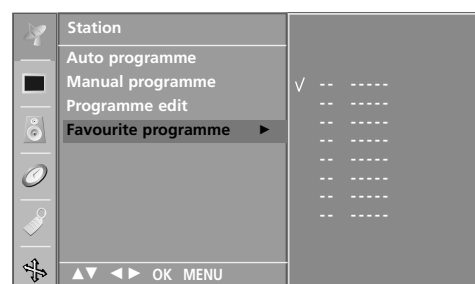 Station
Auto programme
Manual programme
Programme edit
Favourite programme ►
√ -- -----
-- -----
-- -----
-- -----
-- -----
-- -----
-- -----
-- -----
▲▼ ◄► OK MENU